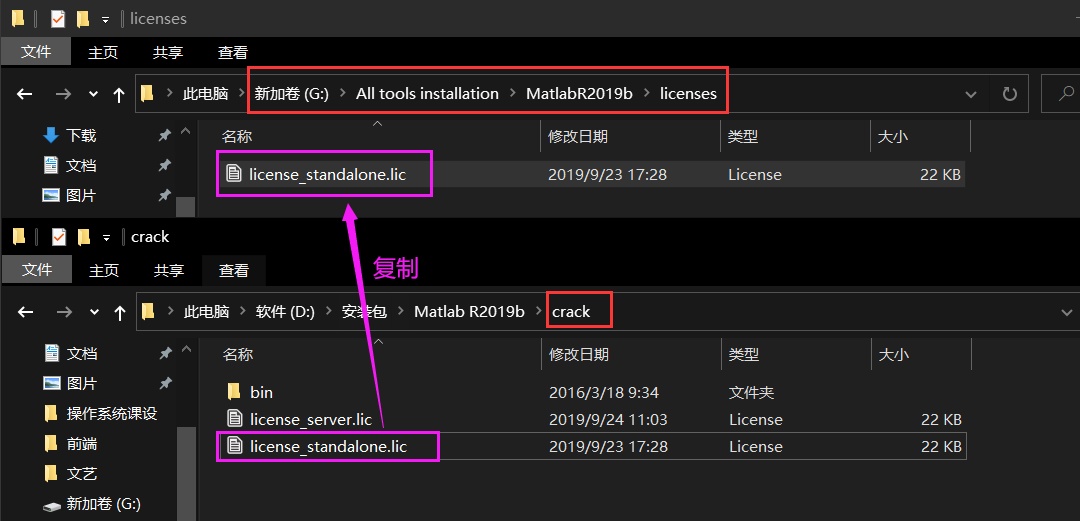 licenses
文件 主页 共享 查看
此电脑 新加卷 (G:) All tools installation MatlabR2019b licenses
下载 名称 修改日期 类型 大小
文档 license_standalone.lic 2019/9/23 17:28 License 22 KB
图片
crack
文件 主页 共享 查看
复制
此电脑 软件 (D:) 安装包 Matlab R2019b crack
文档 名称 修改日期 类型 大小
图片 bin 2016/3/18 9:34 文件夹
操作系统课设 license_server.lic 2019/9/24 11:03 License 22 KB
前端 license_standalone.lic 2019/9/23 17:28 License 22 KB
文艺
新加卷 (G:)